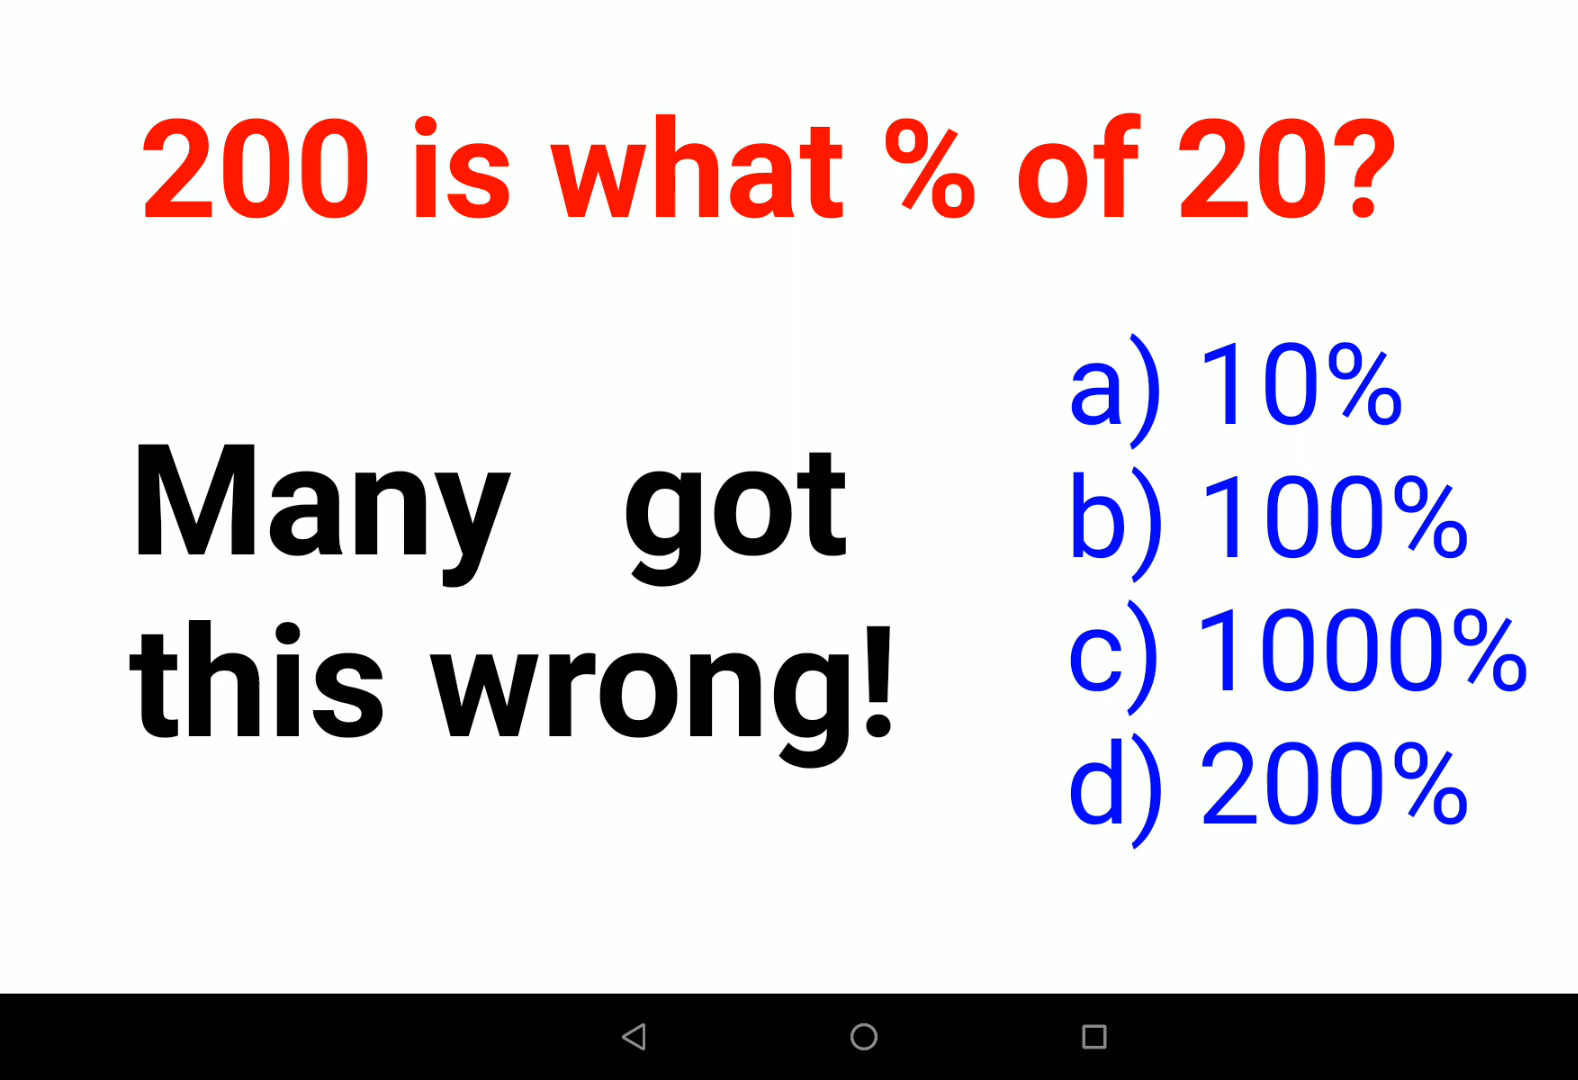 200 is what % of 20?
Many got
this wrong!
a) 10%
b) 100%
c) 1000%
d) 200%